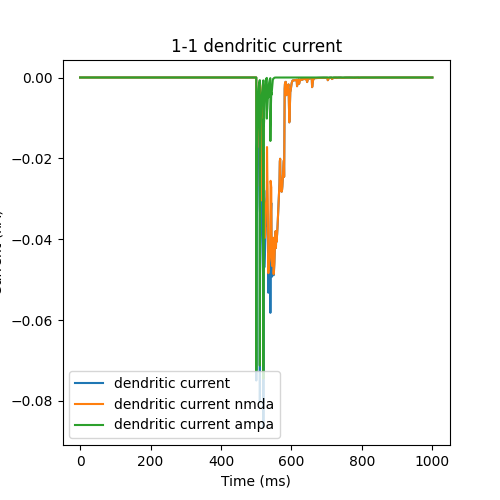 1-1 dendritic current
0.00
−0.02
−0.04
−0.06
−0.08
dendritic current
dendritic current nmda
dendritic current ampa
0
200
400
600
800
1000
Time (ms)